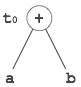 t₀ +
a b